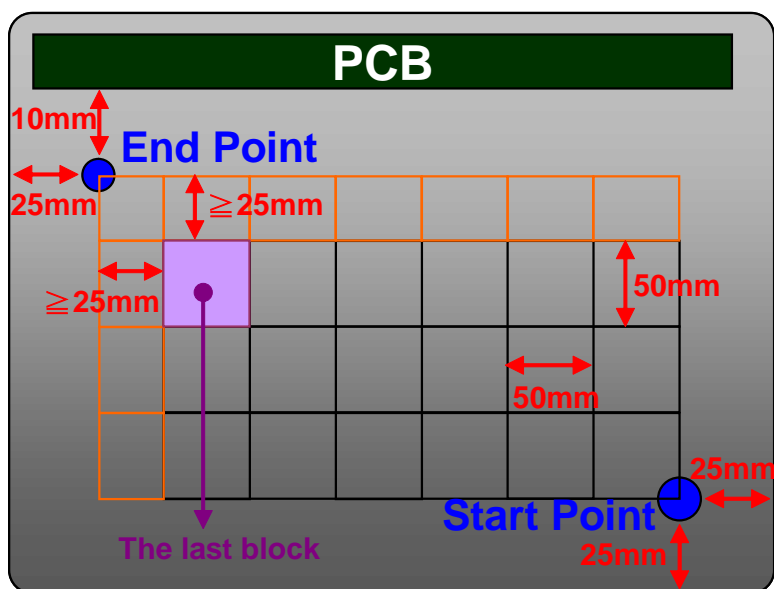 PCB
10mm
End Point
25mm
≧25mm
≧25mm
50mm
50mm
25mm
Start Point
25mm
The last block